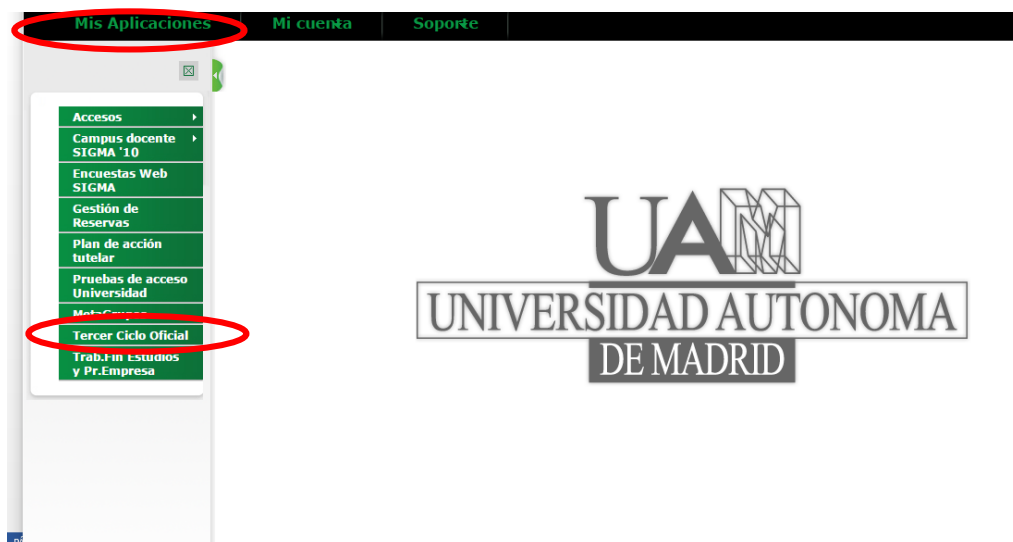 Mis Aplicaciones
Mi cuenta
Soporte
Accesos
Campus docente
SIGMA '10
Encuestas Web
SIGMA
Gestión de
Reservas
Plan de acción
tutelar
Pruebas de acceso
Universidad
MetaGrupos
Tercer Ciclo Oficial
Trab.Fin Estudios
y Pr.Empresa
UAM
UNIVERSIDAD AUTONOMA
DE MADRID